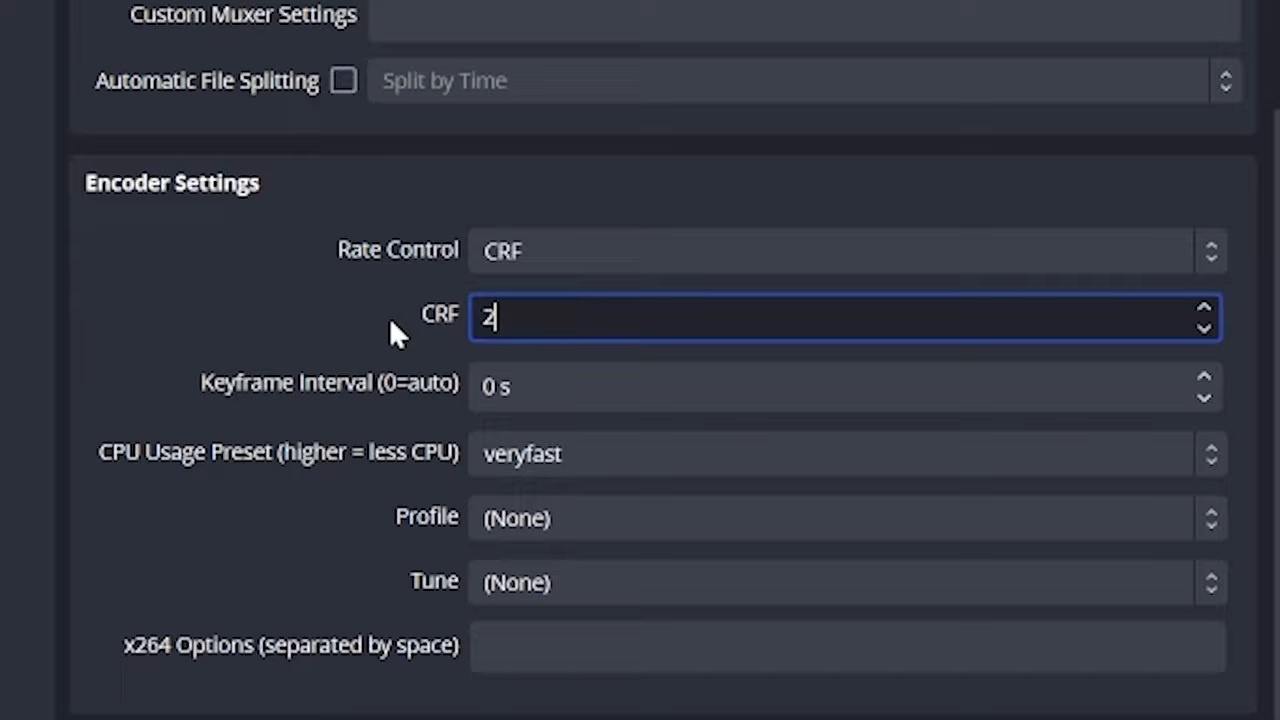 Custom Muxer Settings
Automatic File Splitting Split by Time
Encoder Settings
Rate Control CRF
CRF 2
Keyframe Interval (0=auto) 0 s
CPU Usage Preset (higher = less CPU) veryfast
Profile (None)
Tune (None)
x264 Options (separated by space)